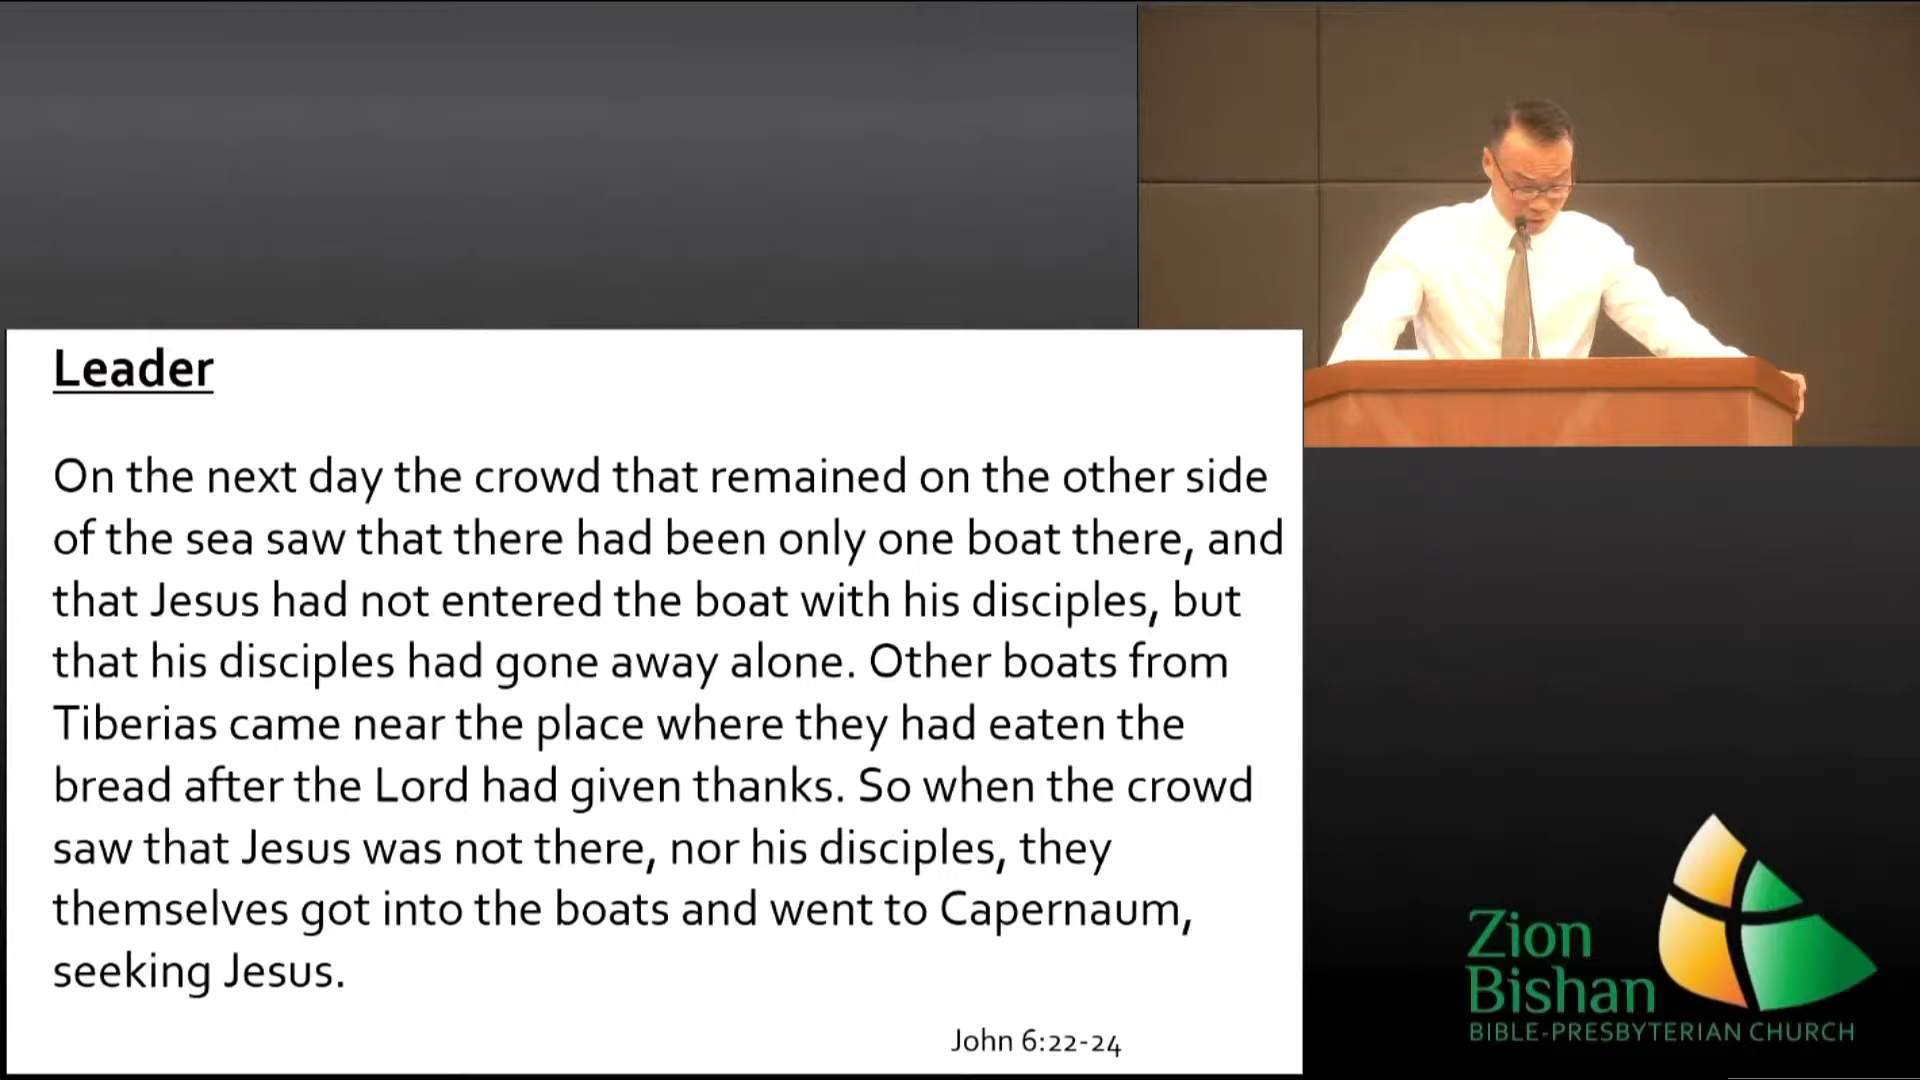 Leader
On the next day the crowd that remained on the other side
of the sea saw that there had been only one boat there, and
that Jesus had not entered the boat with his disciples, but
that his disciples had gone away alone. Other boats from
Tiberias came near the place where they had eaten the
bread after the Lord had given thanks. So when the crowd
saw that Jesus was not there, nor his disciples, they
themselves got into the boats and went to Capernaum,
seeking Jesus.
John 6:22-24
Zion
Bishan
BIBLE-PRESBYTERIAN CHURCH